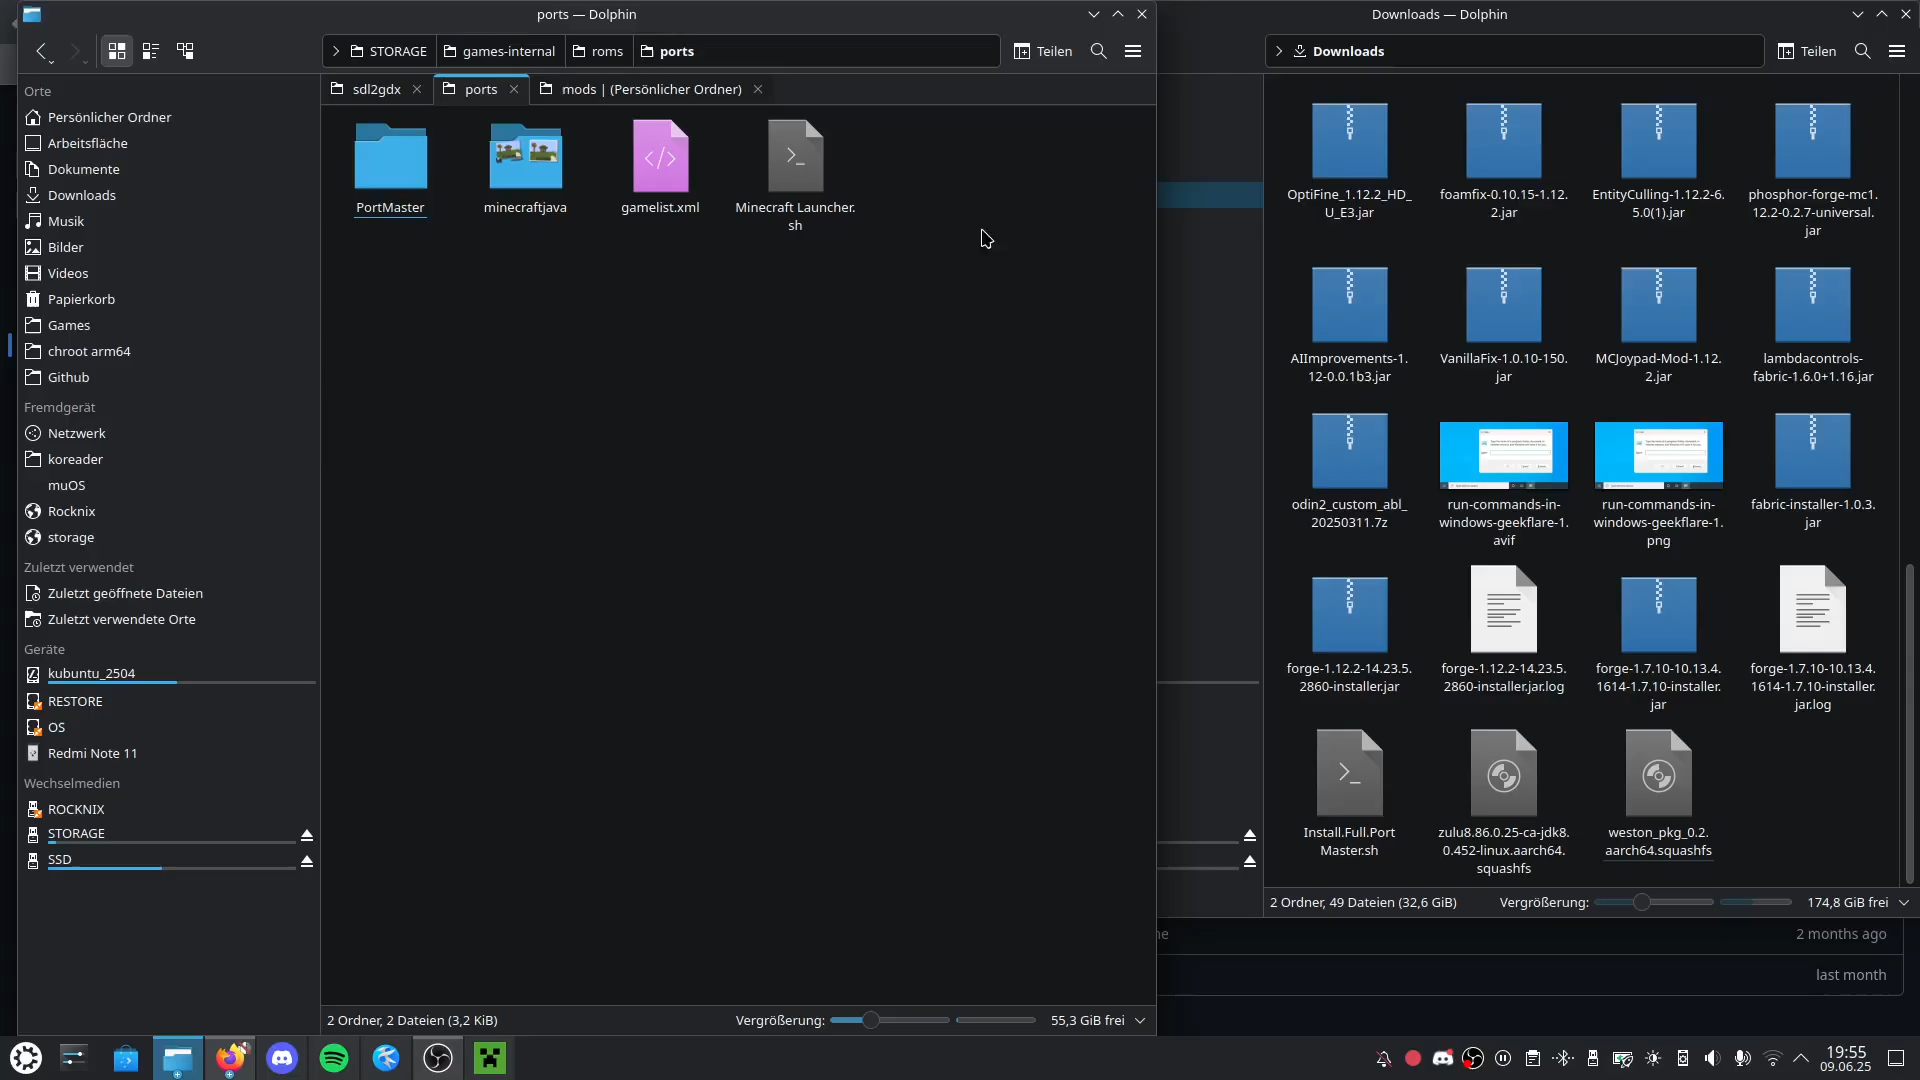 ports — Dolphin
Downloads — Dolphin
STORAGE
games-internal
roms
ports
Teilen
Downloads
Teilen
Orte
Persönlicher Ordner
Arbeitsfläche
Dokumente
Downloads
Musik
Bilder
Videos
Papierkorb
Games
chroot arm64
Github
Fremdgerät
Netzwerk
koreader
muOS
Rocknix
storage
Zuletzt verwendet
Zuletzt geöffnete Dateien
Zuletzt verwendete Orte
Geräte
kubuntu_2504
RESTORE
OS
Redmi Note 11
Wechselmedien
ROCKNIX
STORAGE
SSD
sdl2gdx
ports
mods | (Persönlicher Ordner)
PortMaster
minecraftjava
gamelist.xml
Minecraft Launcher.
sh
2 Ordner, 2 Dateien (3,2 KiB)
Vergrößerung:
55,3 GiB frei
OptiFine_1.12.2_HD_
U_E3.jar
foamfix-0.10.15-1.12.
2.jar
EntityCulling-1.12.2-6.
5.0(1).jar
phosphor-forge-mc1.
12.2-0.2.7-universal.
jar
AIImprovements-1.
12-0.0.1b3.jar
VanillaFix-1.0.10-150.
jar
MCJoypad-Mod-1.12.
2.jar
lambdacontrols-
fabric-1.6.0+1.16.jar
odin2_custom_abl_
20250311.7z
run-commands-in-
windows-geekflare-1.
avif
run-commands-in-
windows-geekflare-1.
png
fabric-installer-1.0.3.
jar
forge-1.12.2-14.23.5.
2860-installer.jar
forge-1.12.2-14.23.5.
2860-installer.jar.log
forge-1.7.10-10.13.4.
1614-1.7.10-installer.
jar
forge-1.7.10-10.13.4.
1614-1.7.10-installer.
jar.log
Install.Full.Port
Master.sh
zulu8.86.0.25-ca-jdk8.
0.452-linux.aarch64.
squashfs
weston_pkg_0.2.
aarch64.squashfs
2 Ordner, 49 Dateien (32,6 GiB)
Vergrößerung:
174,8 GiB frei
2 months ago
last month
19:55
09.06.25